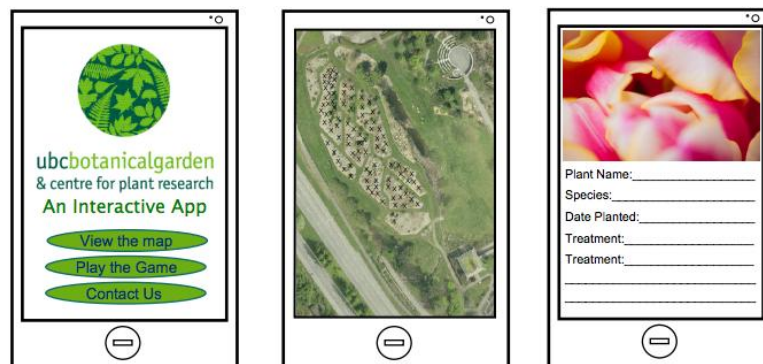 ubcbotanicalgarden
& centre for plant research
An Interactive App
View the map
Play the Game
Contact Us
Plant Name:
Species:
Date Planted:
Treatment:
Treatment: